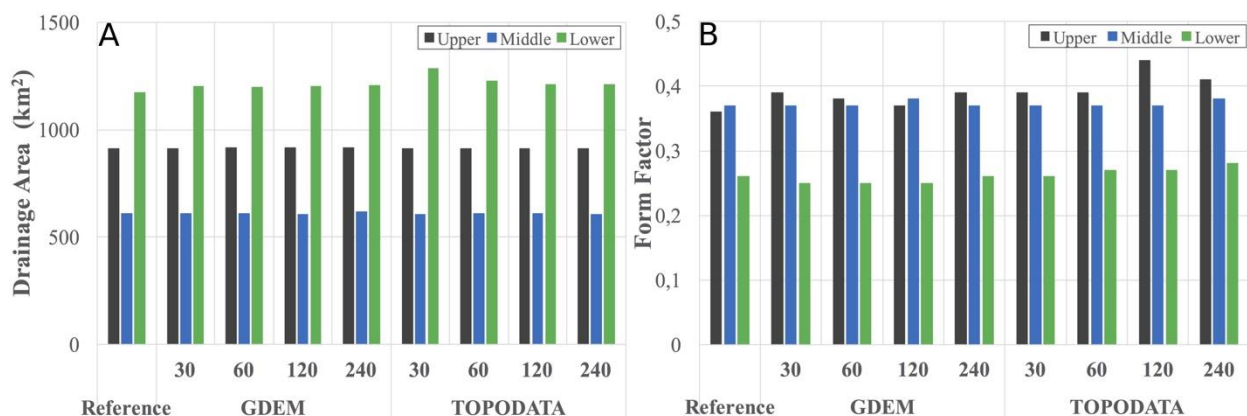 A
Upper Middle Lower
Drainage Area (km²)
1500
1000
500
0
30 60 120 240 30 60 120 240
Reference GDEM TOPODATA
B
Upper Middle Lower
Form Factor
0,5
0,4
0,3
0,2
0,1
0
30 60 120 240 30 60 120 240
Reference GDEM TOPODATA